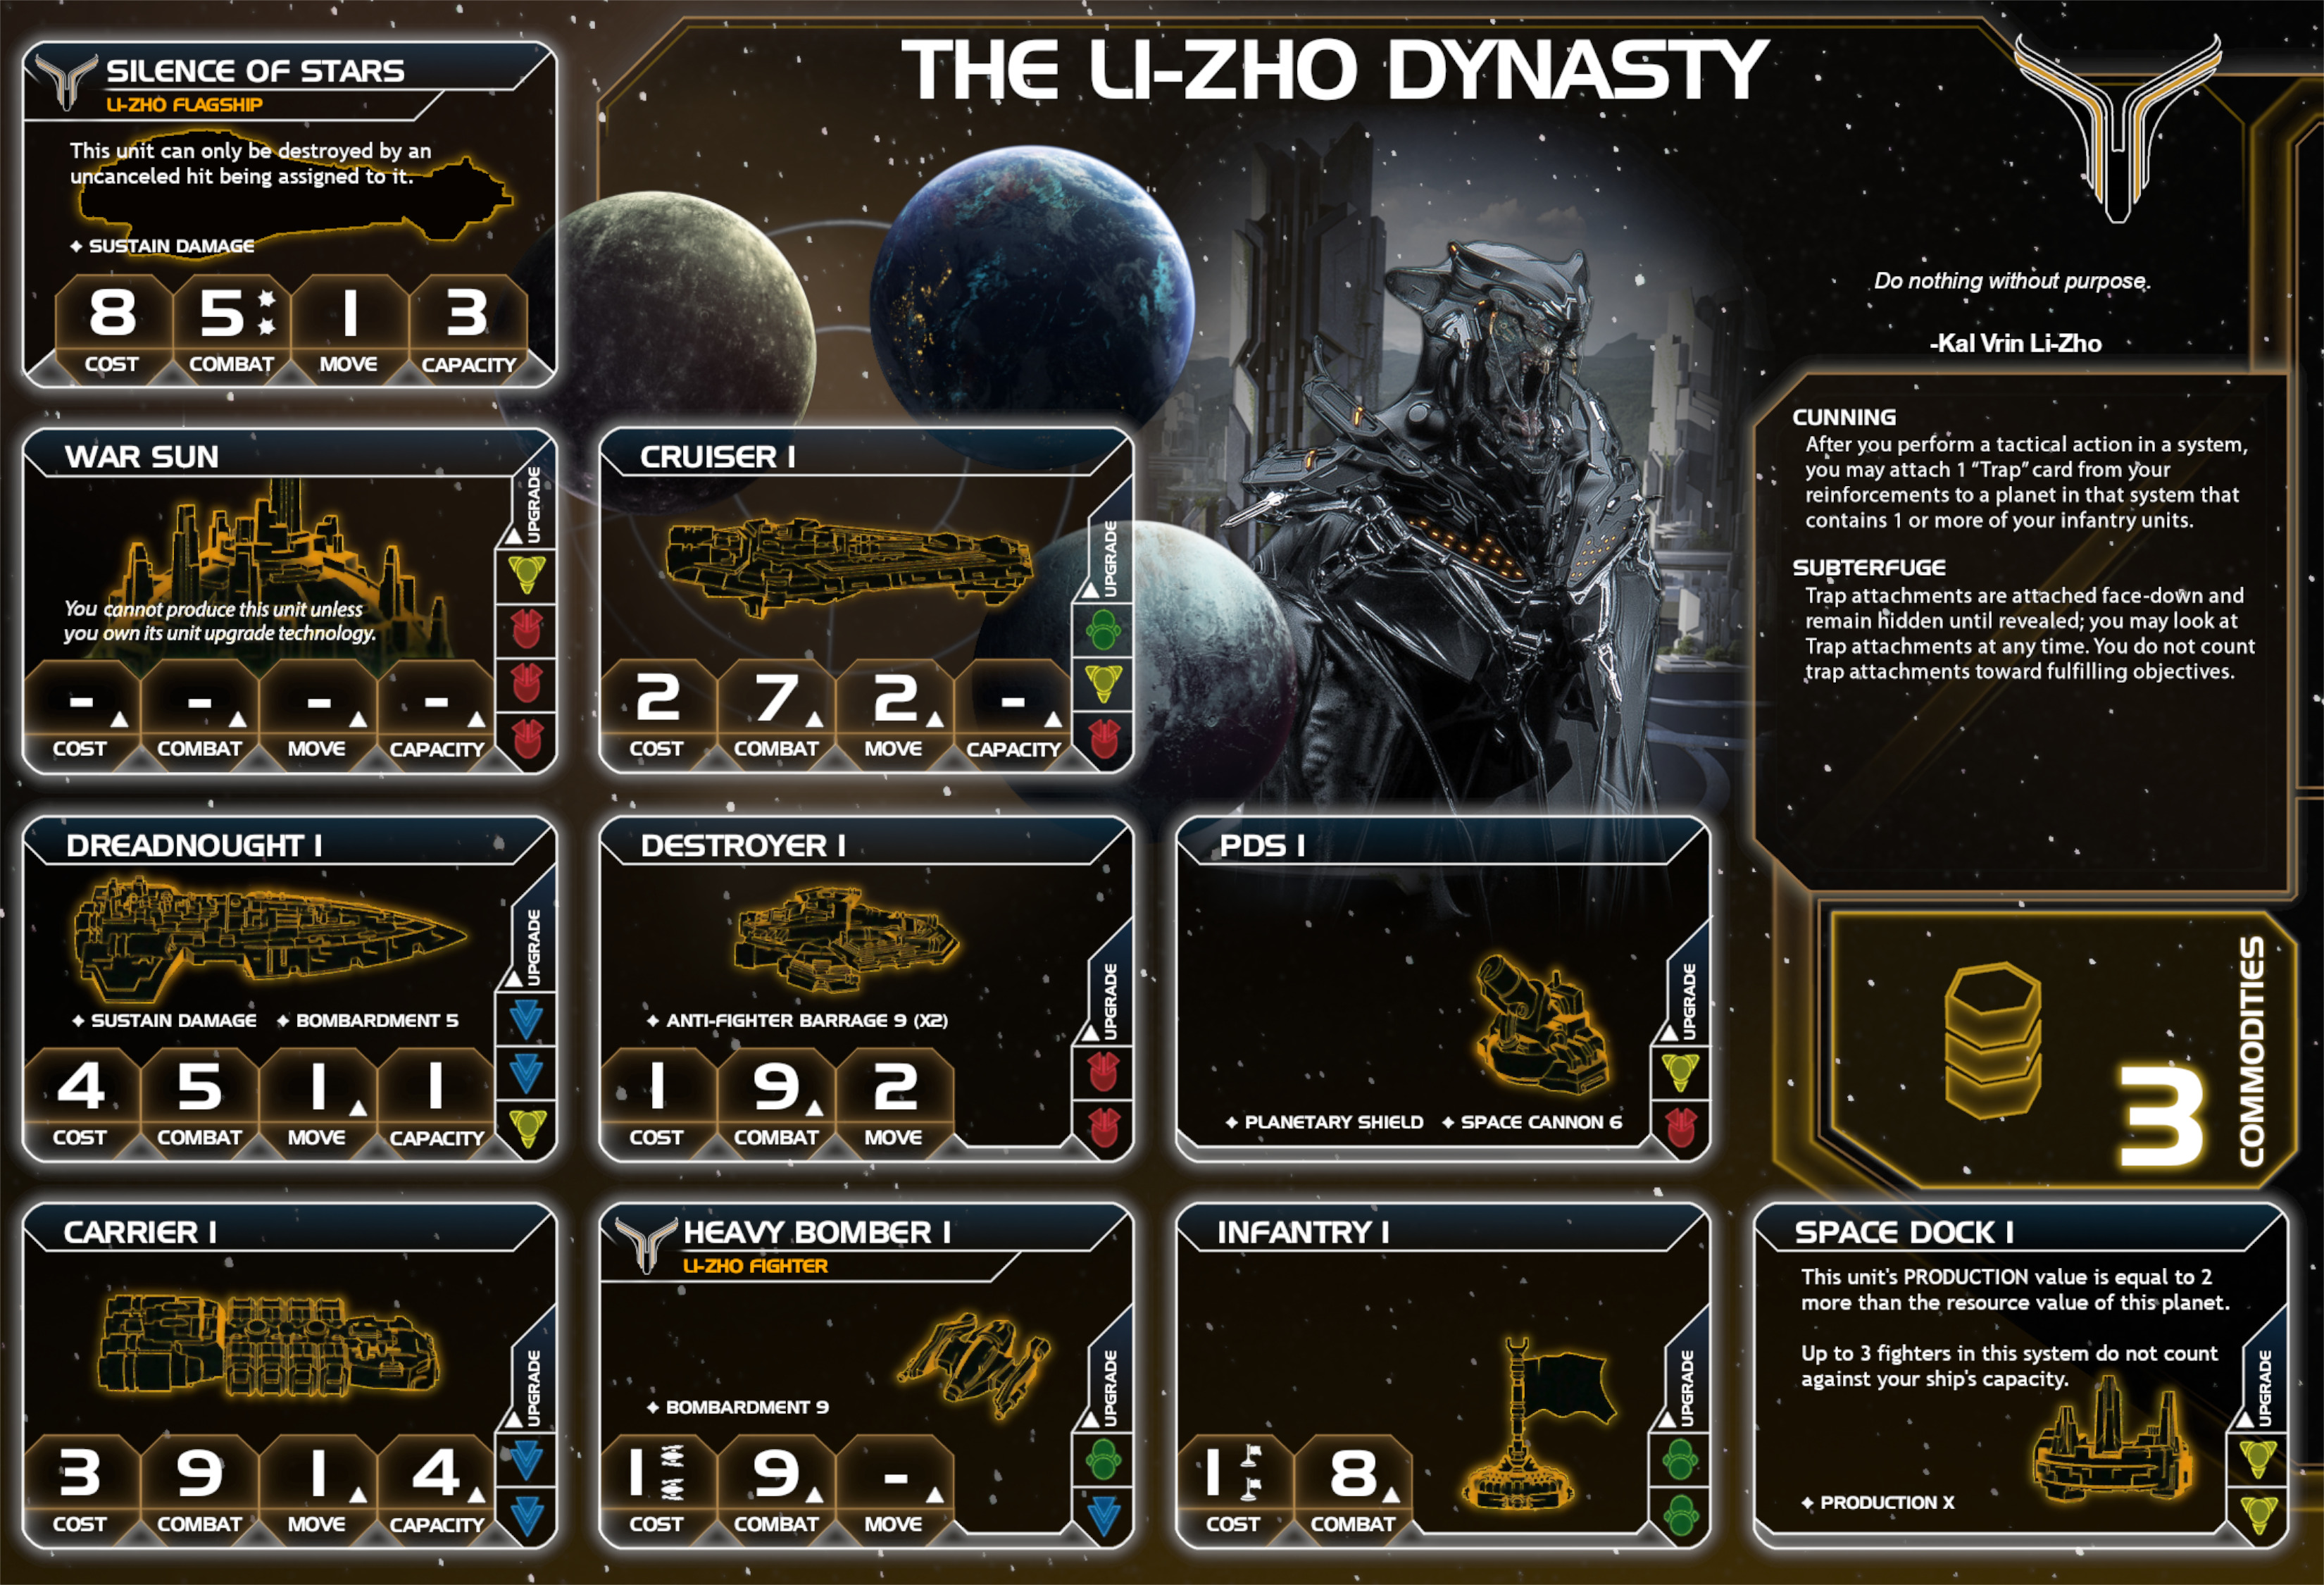 THE LI-ZHO DYNASTY
SILENCE OF STARS
LI-ZHO FLAGSHIP
This unit can only be destroyed by an
uncanceled hit being assigned to it.
SUSTAIN DAMAGE
8 5 1 3
COST COMBAT MOVE CAPACITY
Do nothing without purpose.
-Kal Vrin Li-Zho
CUNNING
After you perform a tactical action in a system,
you may attach 1 "Trap" card from your
reinforcements to a planet in that system that
contains 1 or more of your infantry units.
SUBTERFUGE
Trap attachments are attached face-down and
remain hidden until revealed; you may look at
Trap attachments at any time. You do not count
trap attachments toward fulfilling objectives.
WAR SUN
UPGRADE
You cannot produce this unit unless
you own its unit upgrade technology.
- - - -
COST COMBAT MOVE CAPACITY
CRUISER I
UPGRADE
2 7 2 -
COST COMBAT MOVE CAPACITY
DREADNOUGHT I
UPGRADE
SUSTAIN DAMAGE BOMBARDMENT 5
4 5 1 1
COST COMBAT MOVE CAPACITY
DESTROYER I
UPGRADE
ANTI-FIGHTER BARRAGE 9 (X2)
1 9 2
COST COMBAT MOVE
PDS I
UPGRADE
PLANETARY SHIELD SPACE CANNON 6
3
COMMODITIES
CARRIER I
UPGRADE
3 9 1 4
COST COMBAT MOVE CAPACITY
HEAVY BOMBER I
LI-ZHO FIGHTER
UPGRADE
BOMBARDMENT 9
1 9 -
COST COMBAT MOVE
INFANTRY I
UPGRADE
1 8
COST COMBAT
SPACE DOCK I
This unit's PRODUCTION value is equal to 2
more than the resource value of this planet.
Up to 3 fighters in this system do not count
against your ship's capacity.
UPGRADE
PRODUCTION X